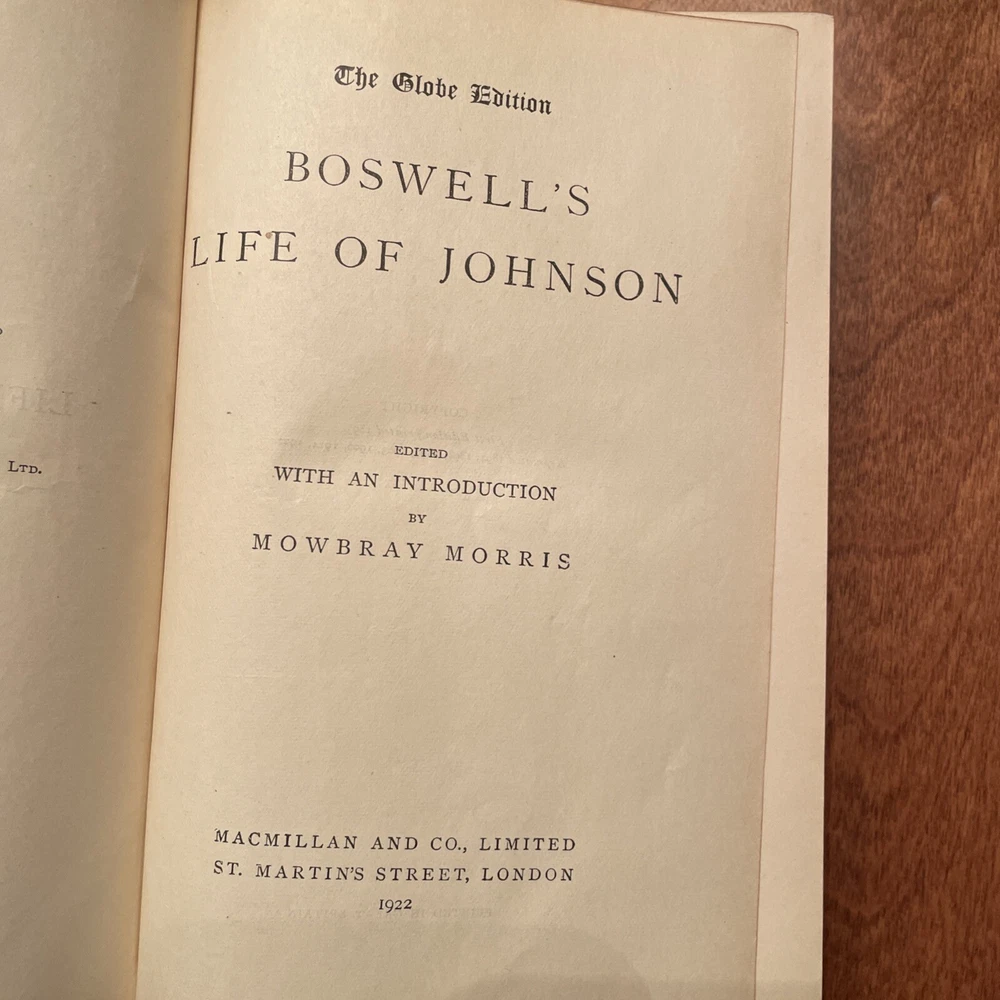 Ltd.
The Globe Edition
BOSWELL'S
LIFE OF JOHNSON
EDITED
WITH AN INTRODUCTION
BY
MOWBRAY MORRIS
MACMILLAN AND CO., LIMITED
ST. MARTIN'S STREET, LONDON
1922